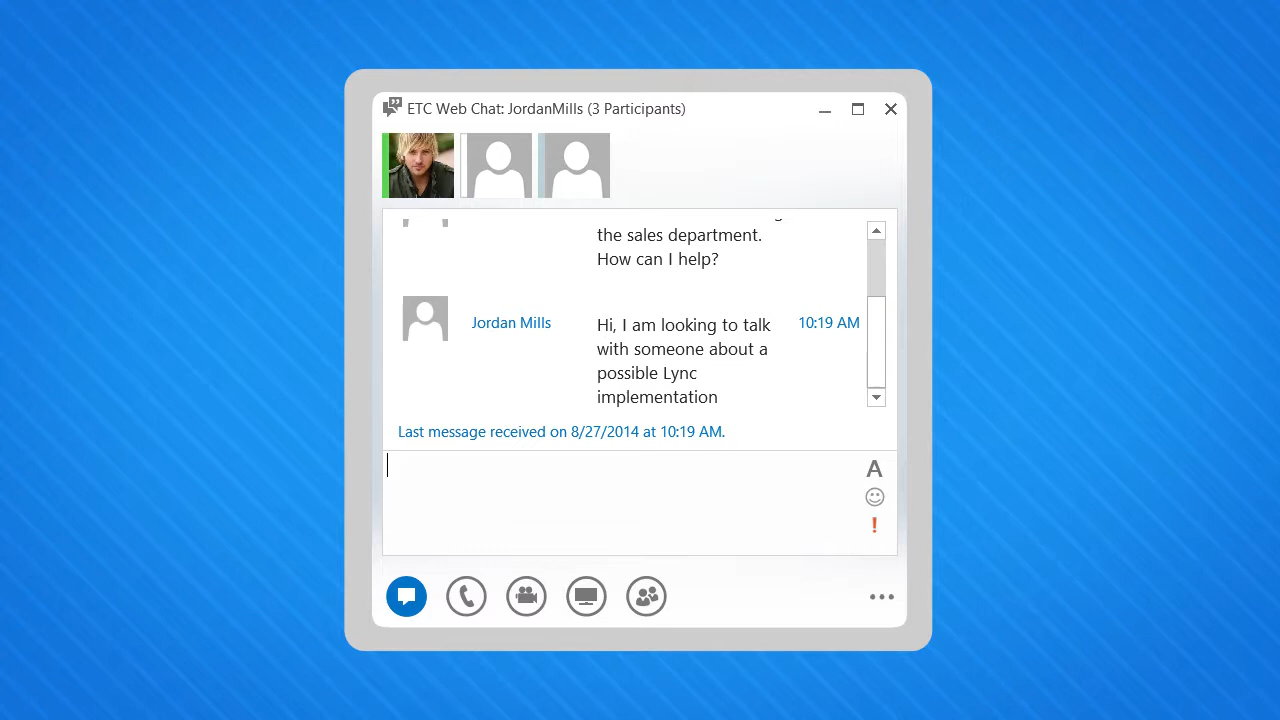 ETC Web Chat: JordanMills (3 Participants)
the sales department.
How can I help?
Jordan Mills
Hi, I am looking to talk
10:19 AM
with someone about a
possible Lync
implementation
Last message received on 8/27/2014 at 10:19 AM.
A
!